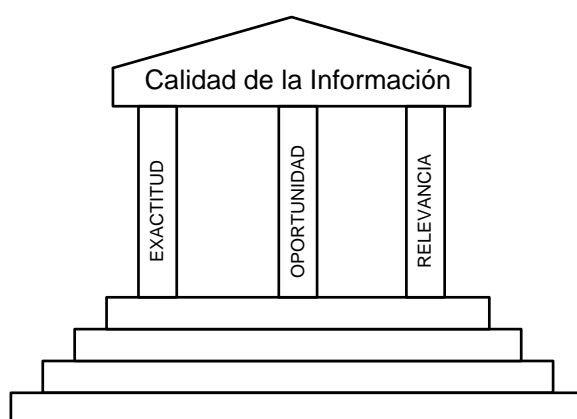 Calidad de la Información
EXACTITUD
OPORTUNIDAD
RELEVANCIA